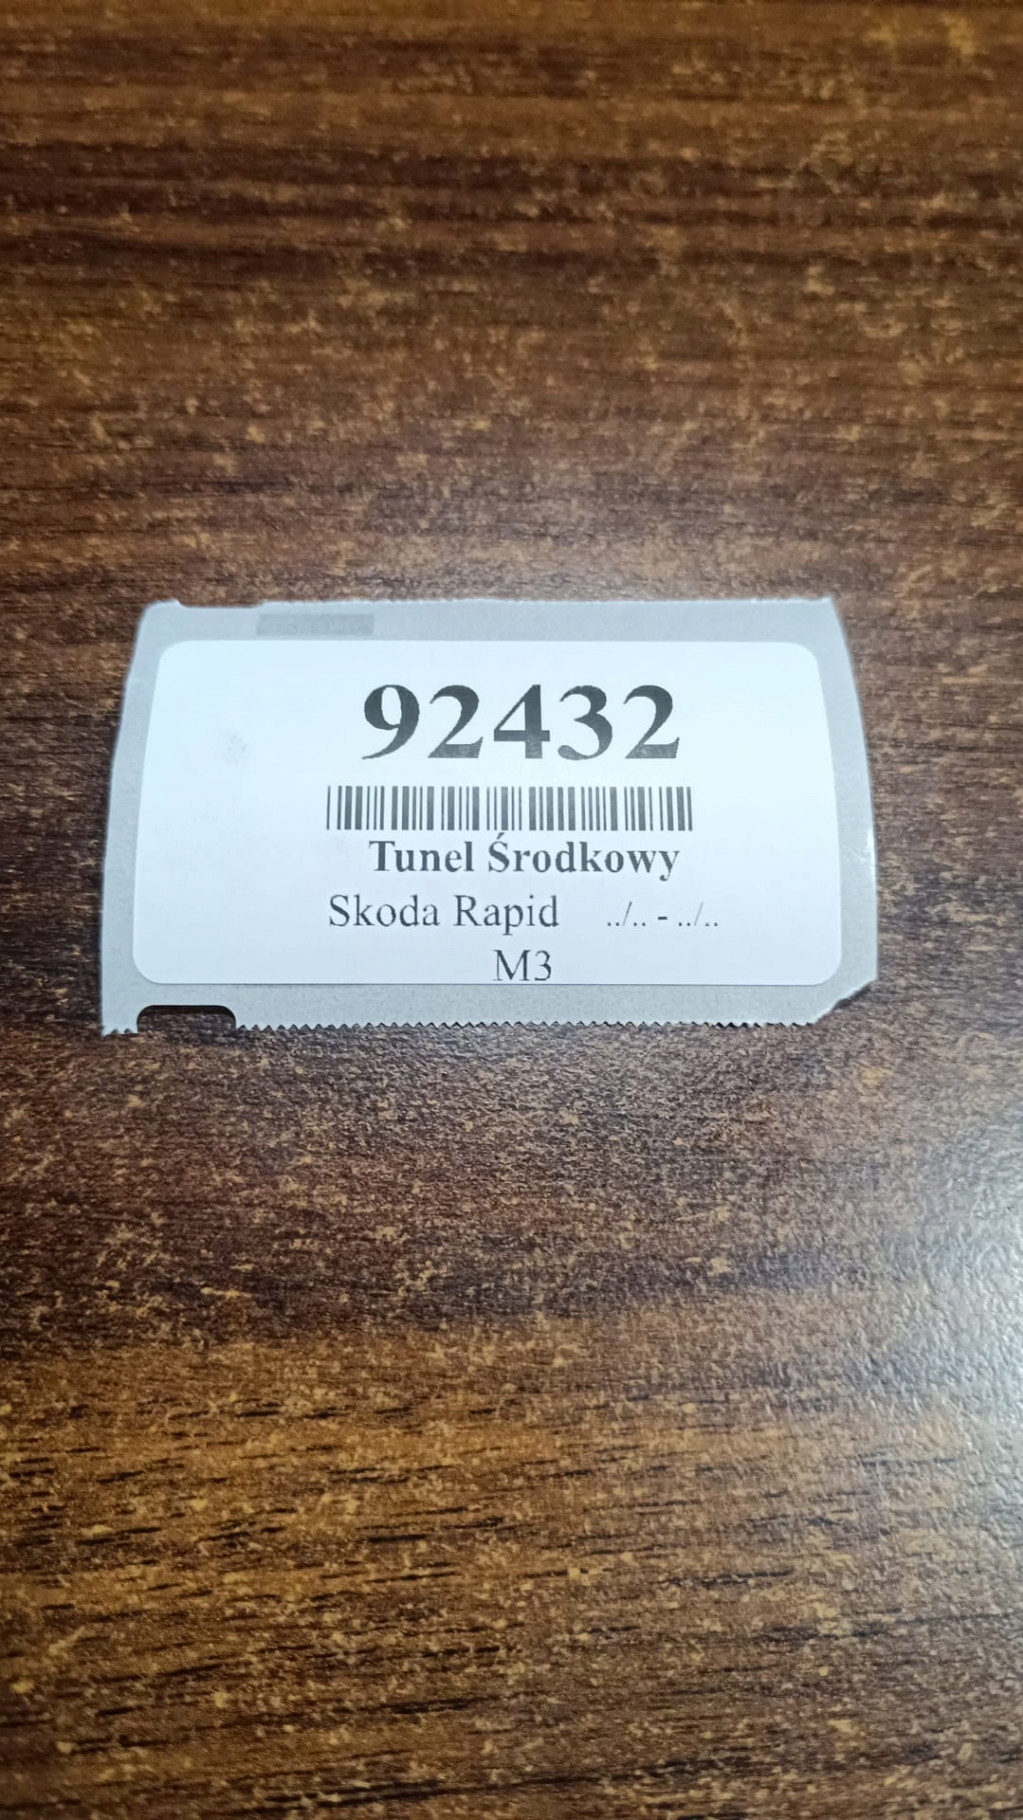 92432
Tunel Środkowy
Skoda Rapid ../.. - ../..
M3